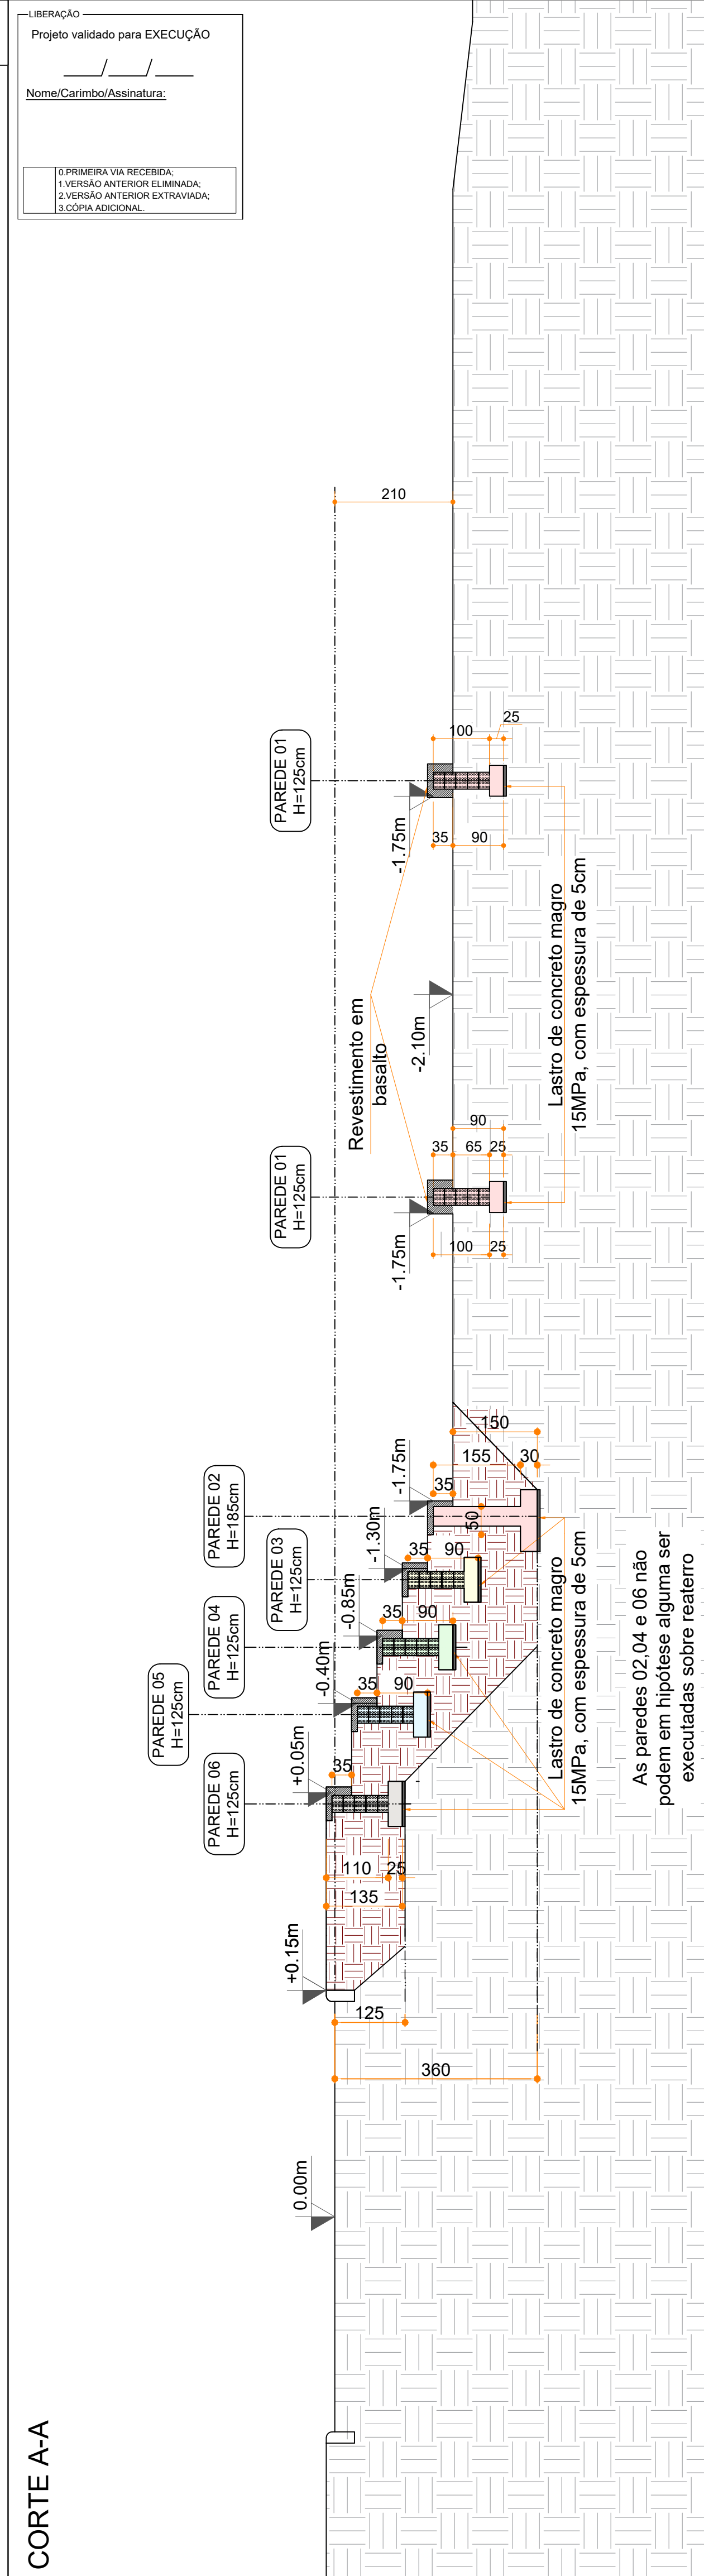 LIBERAÇÃO
Projeto validado para EXECUÇÃO
____/____/____
Nome/Carimbo/Assinatura:
0.PRIMEIRA VIA RECEBIDA;
1.VERSÃO ANTERIOR ELIMINADA;
2.VERSÃO ANTERIOR EXTRAVIADA;
3.CÓPIA ADICIONAL.
210
25
100
PAREDE 01
H=125cm
-1.75m
35
90
Lastro de concreto magro
15MPa, com espessura de 5cm
Revestimento em
basalto
-2.10m
90
35
65
25
PAREDE 01
H=125cm
-1.75m
100
25
150
155
30
-1.75m
35
50
PAREDE 02
H=185cm
-1.30m
35
90
PAREDE 03
H=125cm
-0.85m
35
90
PAREDE 04
H=125cm
-0.40m
35
90
PAREDE 05
H=125cm
+0.05m
35
PAREDE 06
H=125cm
Lastro de concreto magro
15MPa, com espessura de 5cm
As paredes 02,04 e 06 não
podem em hipótese alguma ser
executadas sobre reaterro
110
25
135
+0.15m
125
360
0.00m
CORTE A-A